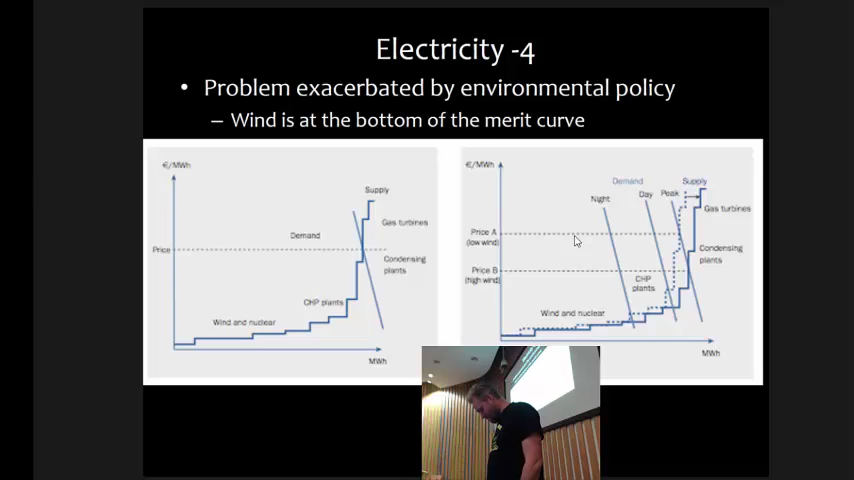 Electricity -4
• Problem exacerbated by environmental policy
– Wind is at the bottom of the merit curve
€/MWh
Supply
Gas turbines
Demand
Price
Condensing
plants
CHP plants
Wind and nuclear
MWh
€/MWh
Demand
Supply
Night
Day
Peak
Gas turbines
Price A
(low wind)
Condensing
plants
Price B
(high wind)
CHP
plants
Wind and nuclear
MWh